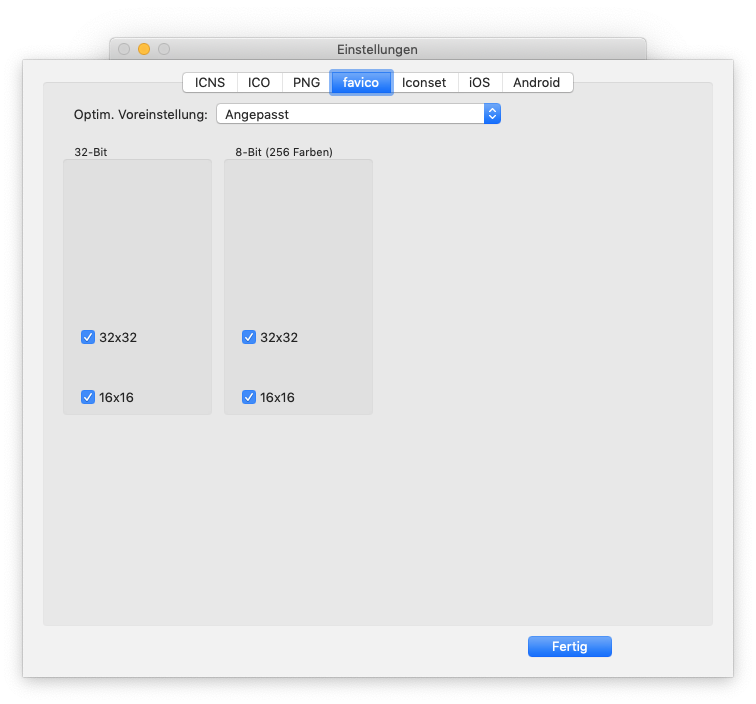 Einstellungen
ICNS ICO PNG favico Iconset iOS Android
Optim. Voreinstellung: Angepasst
32-Bit 8-Bit (256 Farben)
32x32 32x32
16x16 16x16
Fertig